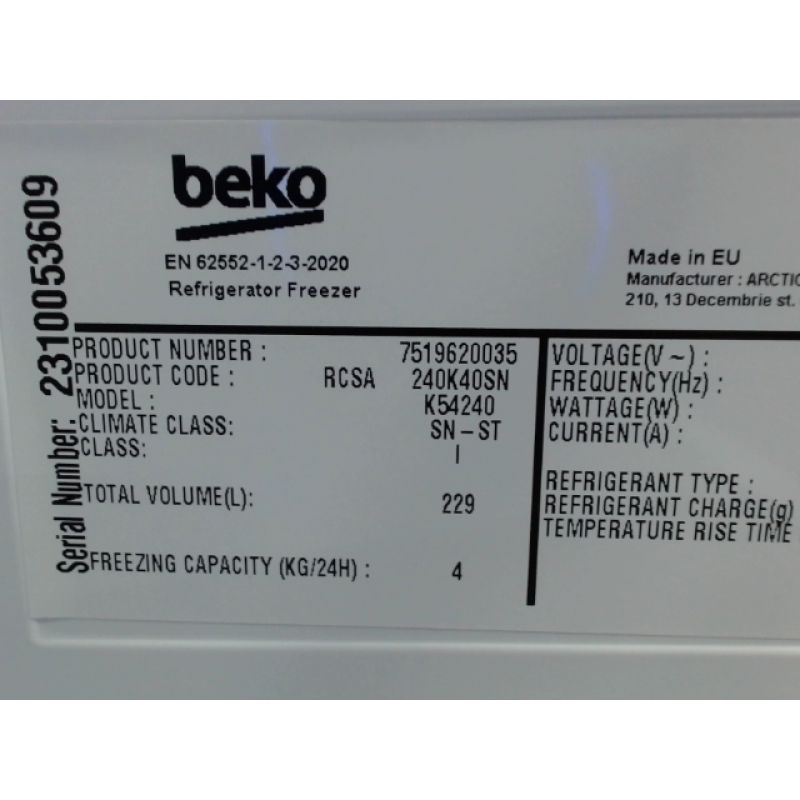 beko
EN 62552-1-2-3-2020
Refrigerator Freezer
Made in EU
Manufacturer : ARCTIC
210, 13 Decembrie st.
Serial Number: 2310053609
PRODUCT NUMBER : 7519620035
PRODUCT CODE : RCSA 240K40SN
MODEL : K54240
CLIMATE CLASS: SN-ST
CLASS: I
TOTAL VOLUME(L): 229
FREEZING CAPACITY (KG/24H) : 4
VOLTAGE(V ~) :
FREQUENCY(Hz) :
WATTAGE(W) :
CURRENT(A) :
REFRIGERANT TYPE :
REFRIGERANT CHARGE(g)
TEMPERATURE RISE TIME